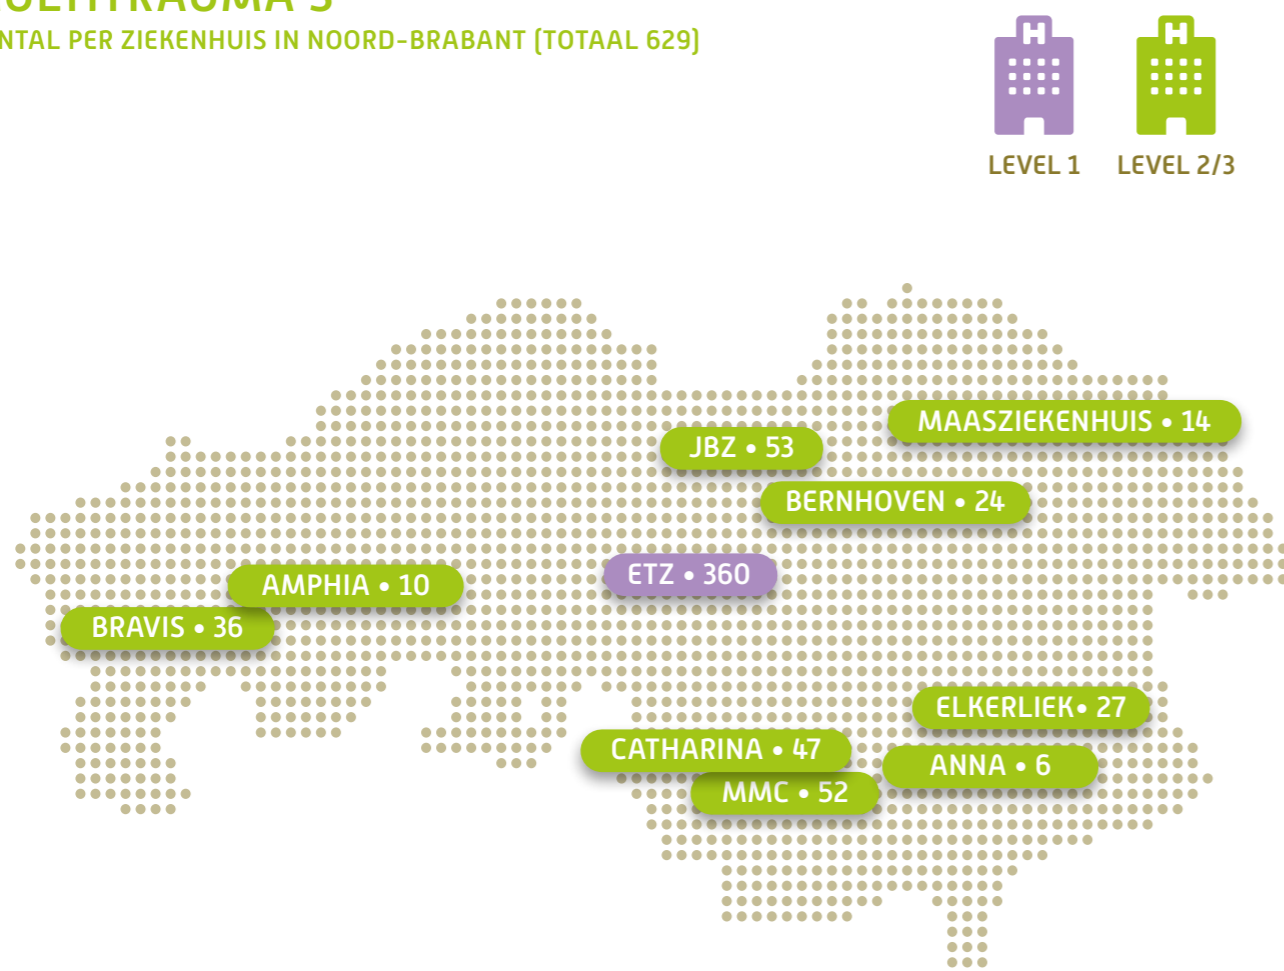 NTAL PER ZIEKENHUIS IN NOORD-BRABANT (TOTAAL 629)
H H
LEVEL 1 LEVEL 2/3
MAASZIEKENHUIS • 14
JBZ • 53
BERNHOVEN • 24
ETZ • 360
AMPHIA • 10
BRAVIS • 36
ELKERLIEK• 27
CATHARINA • 47
ANNA • 6
MMC • 52